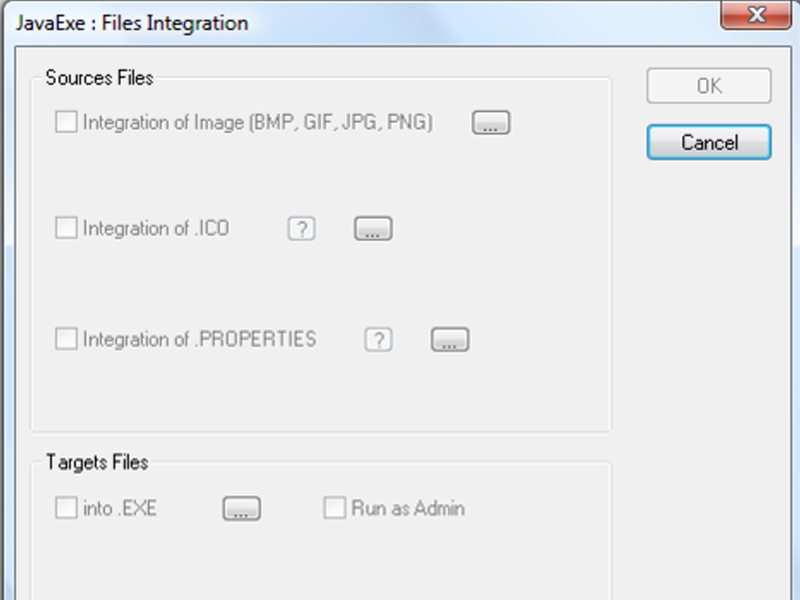 JavaExe : Files Integration
Sources Files
OK
Integration of Image (BMP, GIF, JPG, PNG) ...
Cancel
Integration of .ICO ? ...
Integration of .PROPERTIES ? ...
Targets Files
into .EXE ... Run as Admin